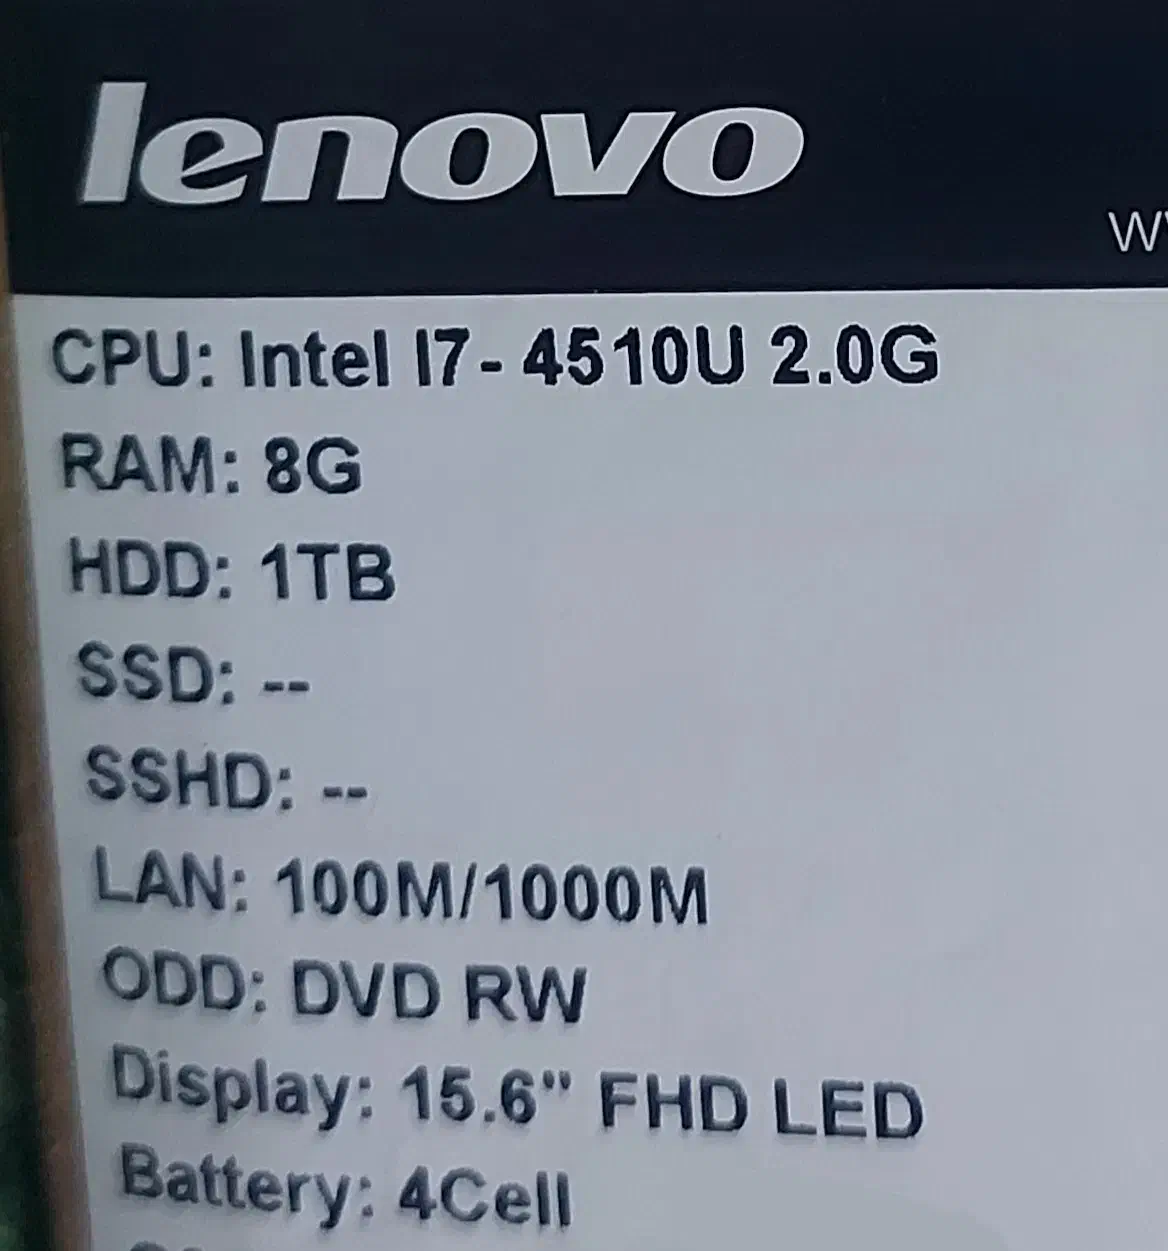 lenovo
CPU: Intel I7- 4510U 2.0G
RAM: 8G
HDD: 1TB
SSD: --
SSHD: --
LAN: 100M/1000M
ODD: DVD RW
Display: 15.6" FHD LED
Battery: 4Cell